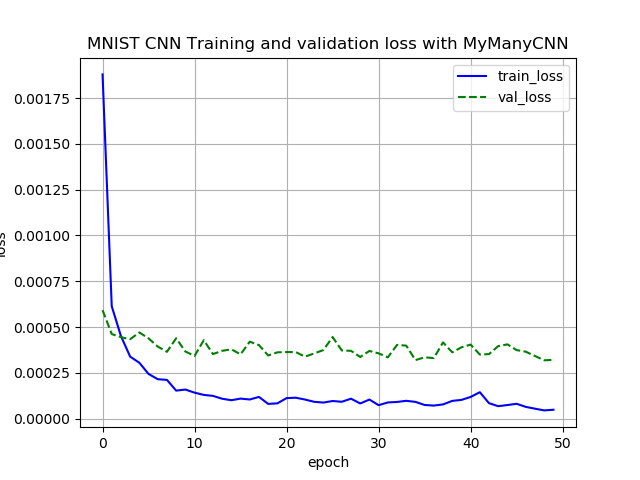 MNIST CNN Training and validation loss with MyManyCNN
train_loss
val_loss
0.00175
0.00150
0.00125
0.00100
0.00075
0.00050
0.00025
0.00000
loss
0 10 20 30 40 50
epoch